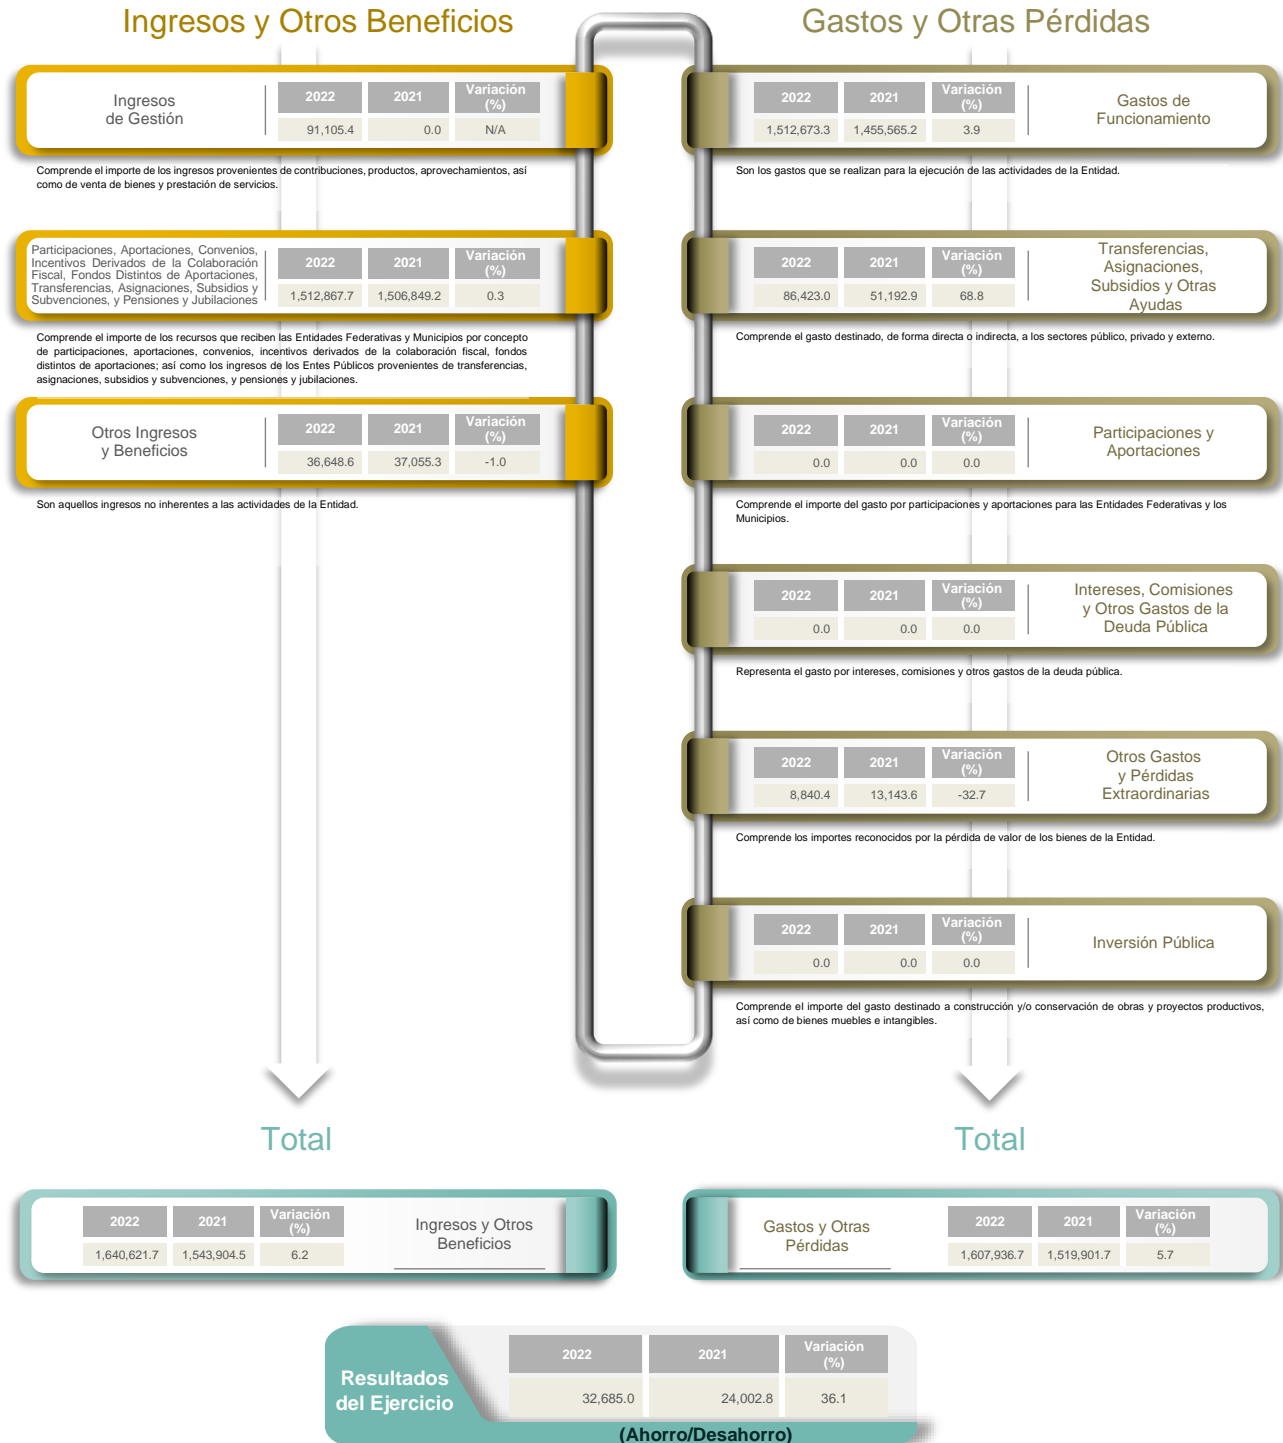 Ingresos y Otros Beneficios
Ingresos
de Gestión
2022 2021 Variación (%)
91,105.4 0.0 N/A
Comprende el importe de los ingresos provenientes de contribuciones, productos, aprovechamientos, así
como de venta de bienes y prestación de servicios.
Participaciones, Aportaciones, Convenios,
Incentivos Derivados de la Colaboración
Fiscal, Fondos Distintos de Aportaciones,
Transferencias, Asignaciones, Subsidios y
Subvenciones, y Pensiones y Jubilaciones
2022 2021 Variación (%)
1,512,867.7 1,506,849.2 0.3
Comprende el importe de los recursos que reciben las Entidades Federativas y Municipios por concepto
de participaciones, aportaciones, convenios, incentivos derivados de la colaboración fiscal, fondos
distintos de aportaciones; así como los ingresos de los Entes Públicos provenientes de transferencias,
asignaciones, subsidios y subvenciones, y pensiones y jubilaciones.
Otros Ingresos
y Beneficios
2022 2021 Variación (%)
36,648.6 37,055.3 -1.0
Son aquellos ingresos no inherentes a las actividades de la Entidad.
Gastos y Otras Pérdidas
2022 2021 Variación (%)
1,512,673.3 1,455,565.2 3.9
Gastos de
Funcionamiento
Son los gastos que se realizan para la ejecución de las actividades de la Entidad.
2022 2021 Variación (%)
86,423.0 51,192.9 68.8
Transferencias,
Asignaciones,
Subsidios y Otras
Ayudas
Comprende el gasto destinado, de forma directa o indirecta, a los sectores público, privado y externo.
2022 2021 Variación (%)
0.0 0.0 0.0
Participaciones y
Aportaciones
Comprende el importe del gasto por participaciones y aportaciones para las Entidades Federativas y los
Municipios.
2022 2021 Variación (%)
0.0 0.0 0.0
Intereses, Comisiones
y Otros Gastos de la
Deuda Pública
Representa el gasto por intereses, comisiones y otros gastos de la deuda pública.
2022 2021 Variación (%)
8,840.4 13,143.6 -32.7
Otros Gastos
y Pérdidas
Extraordinarias
Comprende los importes reconocidos por la pérdida de valor de los bienes de la Entidad.
2022 2021 Variación (%)
0.0 0.0 0.0
Inversión Pública
Comprende el importe del gasto destinado a construcción y/o conservación de obras y proyectos productivos,
así como de bienes muebles e intangibles.
Total
2022 2021 Variación (%)
1,640,621.7 1,543,904.5 6.2
Ingresos y Otros
Beneficios
Total
Gastos y Otras
Pérdidas
2022 2021 Variación (%)
1,607,936.7 1,519,901.7 5.7
Resultados
del Ejercicio
2022 2021 Variación (%)
32,685.0 24,002.8 36.1
(Ahorro/Desahorro)